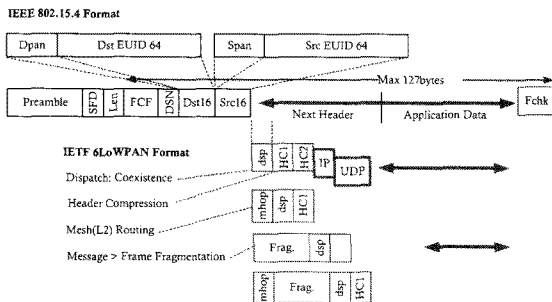 IEEE 802.15.4 Format
Dpan Dst EUID 64 Span Src EUID 64
Max 127bytes
Preamble SFD Len FCF DSN Dst16 Src16 Next Header Application Data Fchk
IETF 6LoWPAN Format
dsp HC1 HC2 IP UDP
Dispatch: Coexistence
Header Compression
mhop dsp HC1
Mesh(L2) Routing
Message > Frame Fragmentation
Frag. dsp
mhop Frag. dsp HC1